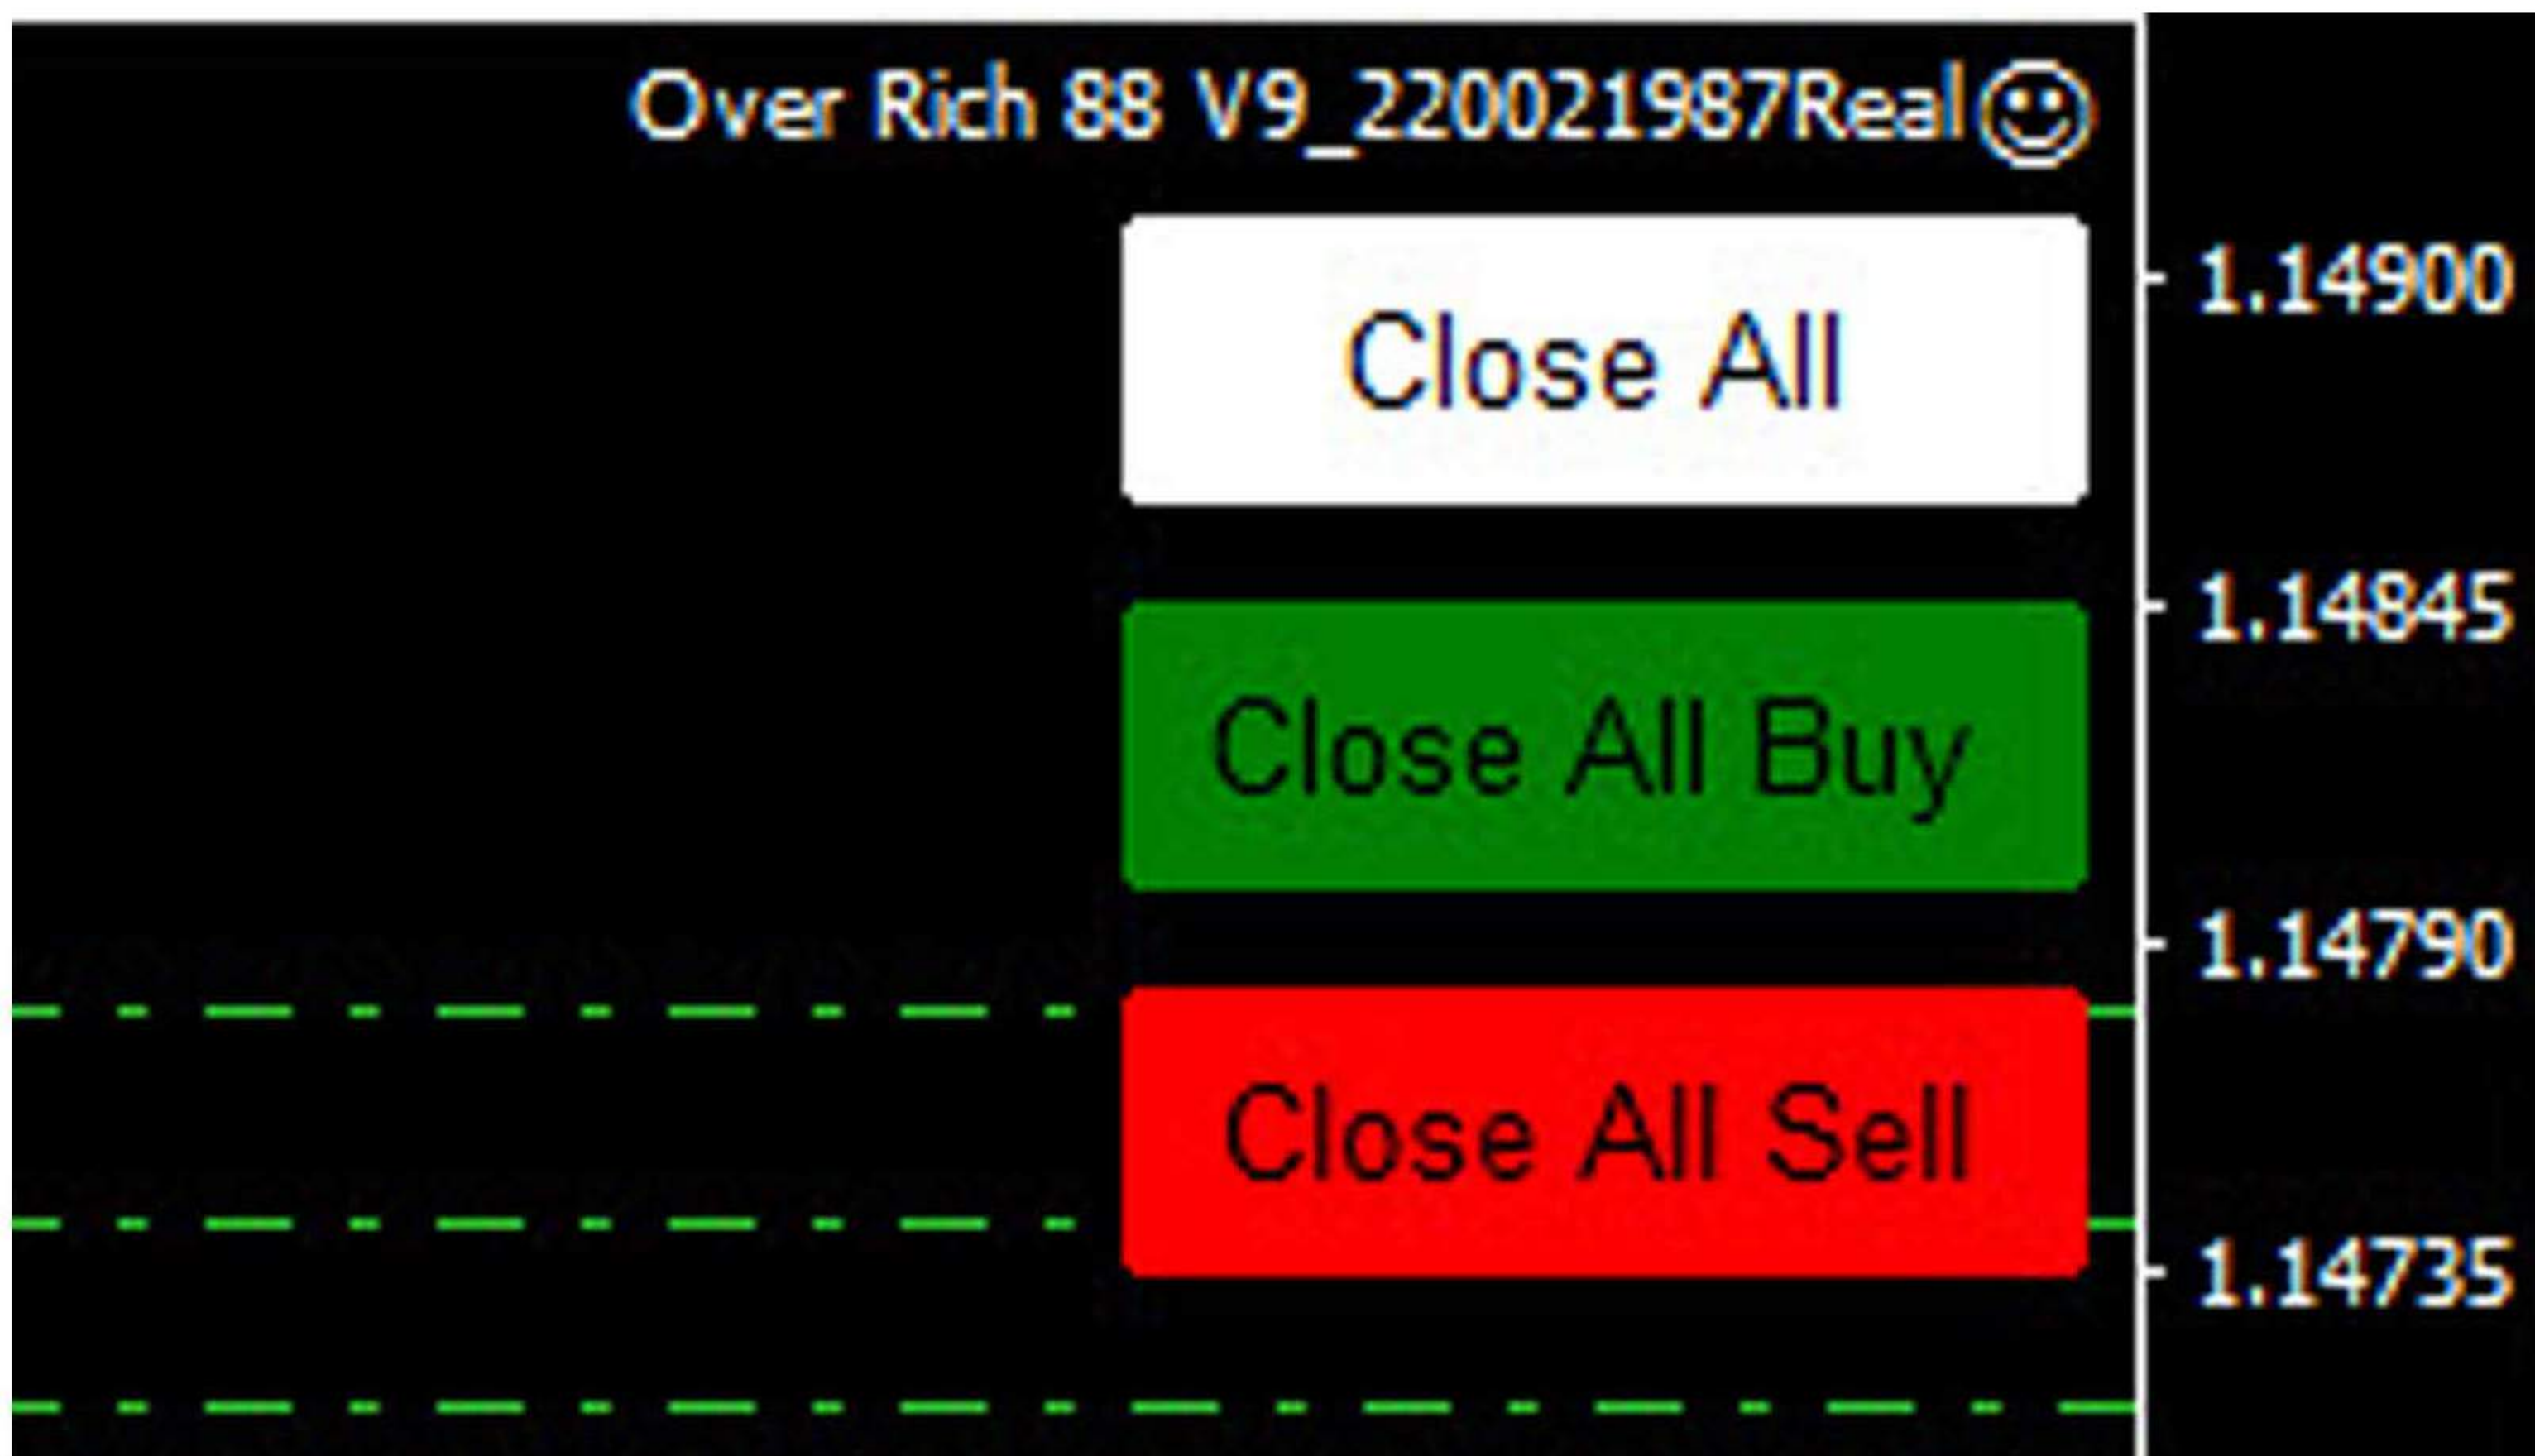 Over Rich 88 V9_220021987Real☺
1.14900
Close All
1.14845
Close All Buy
1.14790
Close All Sell
1.14735